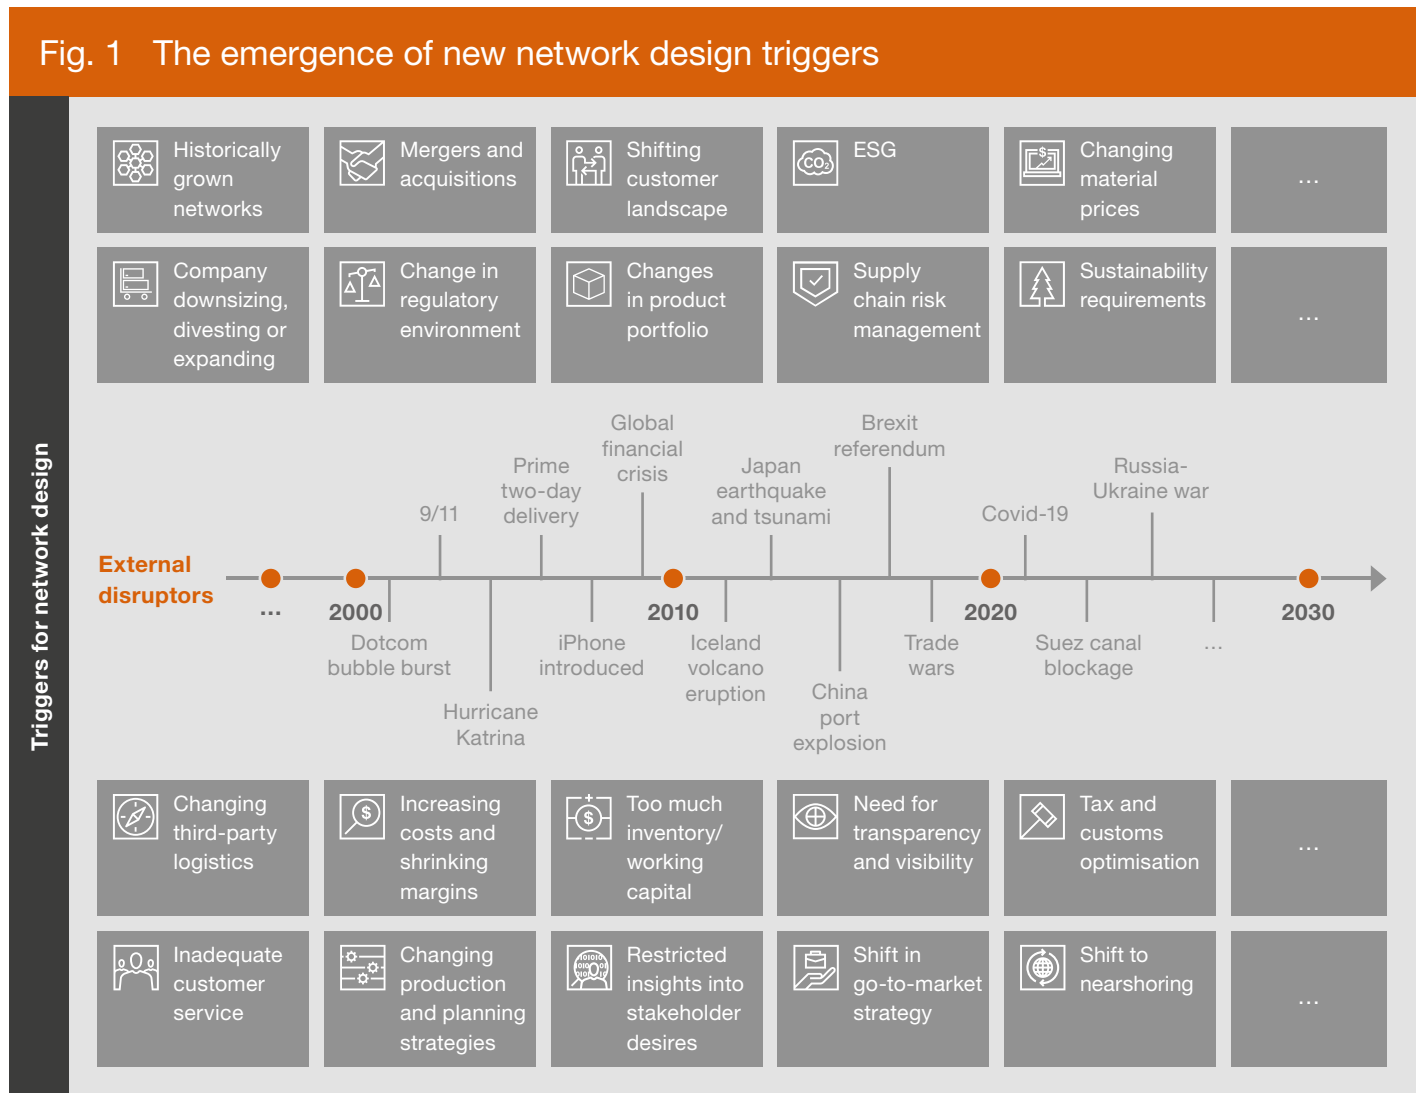 Fig. 1 The emergence of new network design triggers
Triggers for network design
Historically
grown
networks
Mergers and
acquisitions
Shifting
customer
landscape
CO2
ESG
$
Changing
material
prices
...
Company
downsizing,
divesting or
expanding
Change in
regulatory
environment
Changes
in product
portfolio
Supply
chain risk
management
Sustainability
requirements
...
External
disruptors
...
2000
2010
2020
2030
9/11
Prime
two-day
delivery
Global
financial
crisis
Japan
earthquake
and tsunami
Brexit
referendum
Covid-19
Russia-
Ukraine war
Dotcom
bubble burst
Hurricane
Katrina
iPhone
introduced
Iceland
volcano
eruption
China
port
explosion
Trade
wars
Suez canal
blockage
...
Changing
third-party
logistics
$
Increasing
costs and
shrinking
margins
$
Too much
inventory/
working
capital
Need for
transparency
and visibility
Tax and
customs
optimisation
...
Inadequate
customer
service
Changing
production
and planning
strategies
Restricted
insights into
stakeholder
desires
Shift in
go-to-market
strategy
Shift to
nearshoring
...